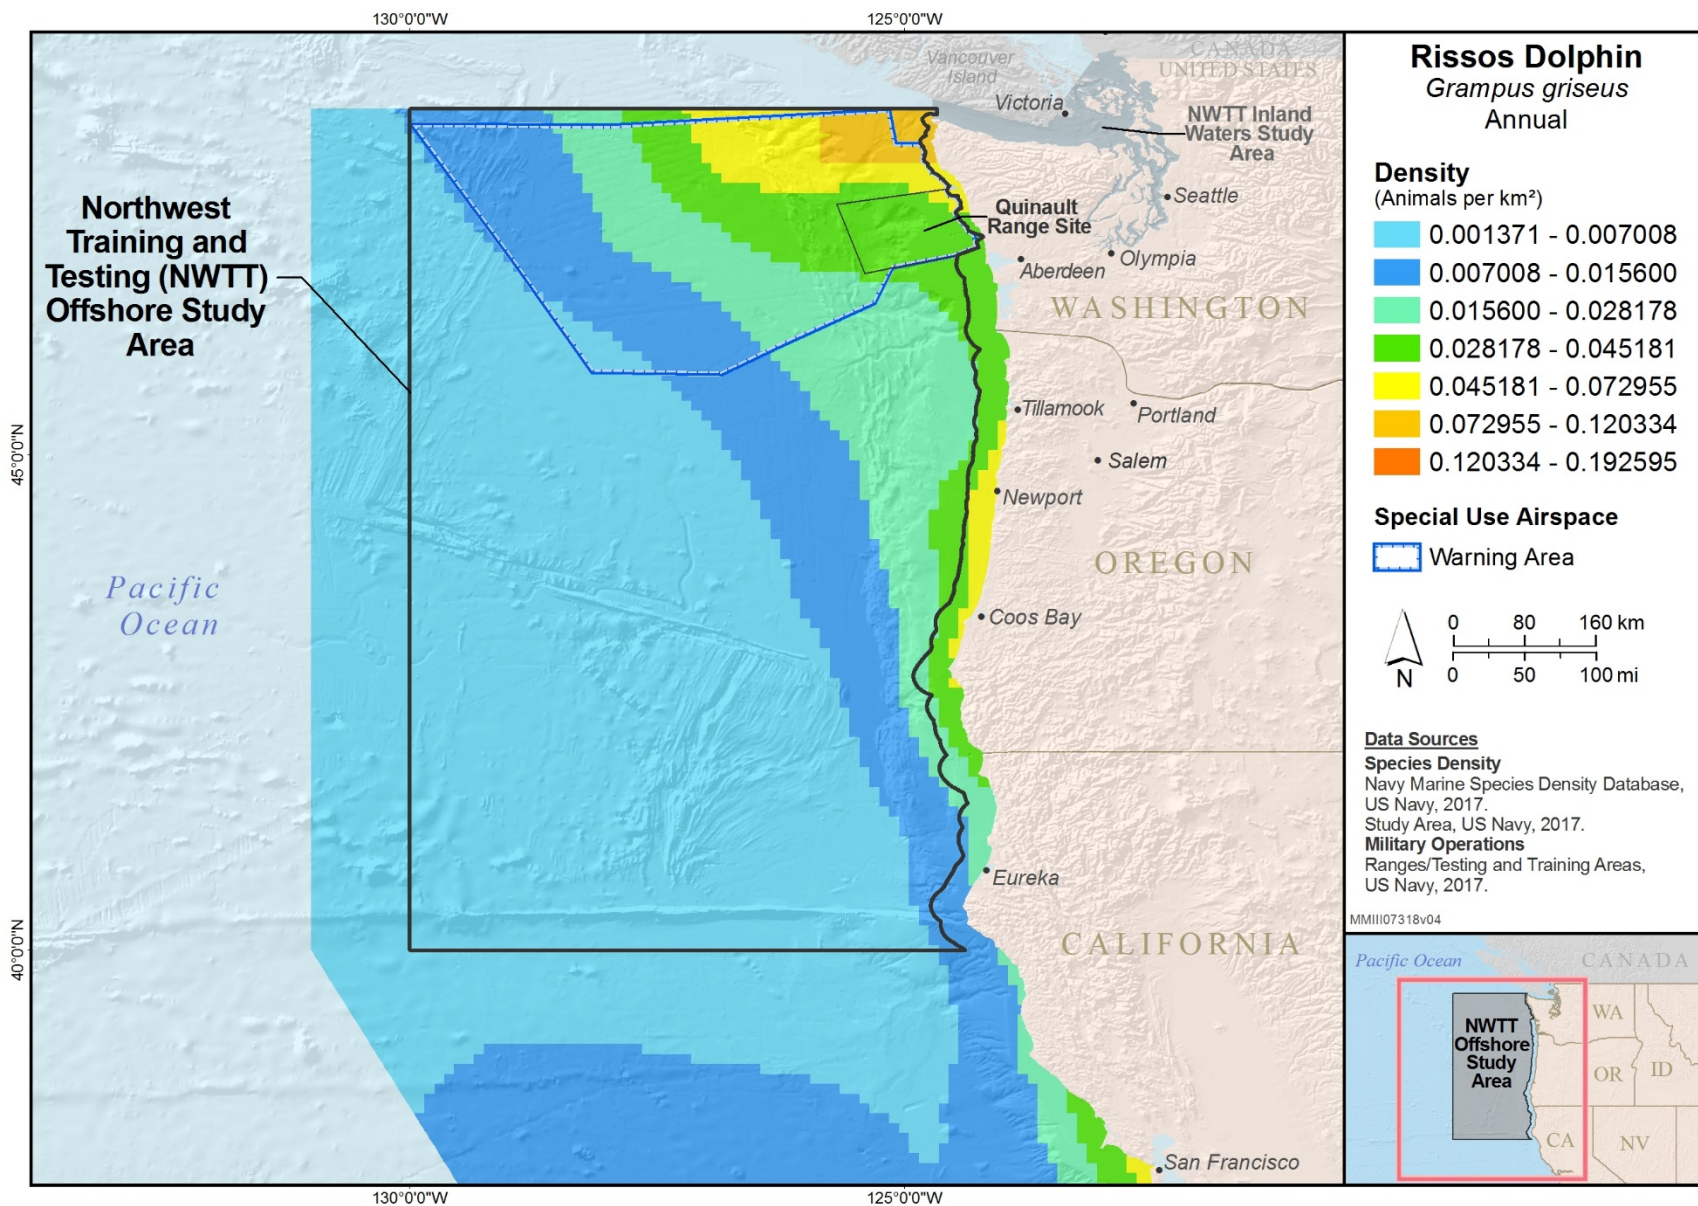 130°0'0"W
125°0'0"W
45°0'0"N
40°0'0"N
130°0'0"W
125°0'0"W
Vancouver
Island
CANADA
UNITED STATES
Victoria
NWTT Inland
Waters Study
Area
Seattle
Northwest
Training and
Testing (NWTT)
Offshore Study
Area
Quinault
Range Site
Aberdeen
Olympia
WASHINGTON
Tillamook
Portland
Salem
Newport
OREGON
Pacific
Ocean
Coos Bay
Eureka
CALIFORNIA
San Francisco
Rissos Dolphin
Grampus griseus
Annual
Density
(Animals per km²)
0.001371 - 0.007008
0.007008 - 0.015600
0.015600 - 0.028178
0.028178 - 0.045181
0.045181 - 0.072955
0.072955 - 0.120334
0.120334 - 0.192595
Special Use Airspace
Warning Area
N
0 80 160 km
0 50 100 mi
Data Sources
Species Density
Navy Marine Species Density Database,
US Navy, 2017.
Study Area, US Navy, 2017.
Military Operations
Ranges/Testing and Training Areas,
US Navy, 2017.
MMIII07318v04
Pacific Ocean
CANADA
NWTT
Offshore
Study
Area
WA
OR
ID
CA
NV